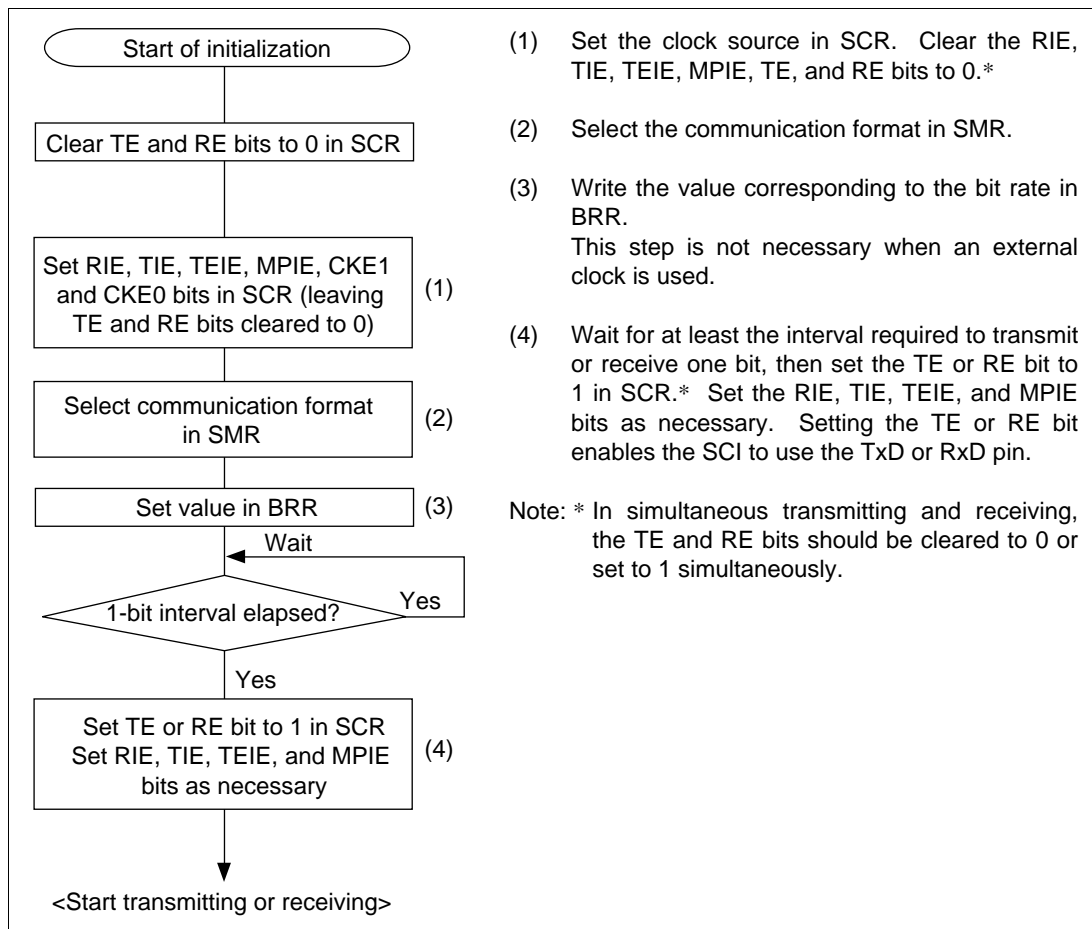 Start of initialization
Clear TE and RE bits to 0 in SCR
Set RIE, TIE, TEIE, MPIE, CKE1
and CKE0 bits in SCR (leaving
TE and RE bits cleared to 0)
(1)
Select communication format
in SMR
(2)
Set value in BRR
(3)
Wait
1-bit interval elapsed?
Yes
Yes
Set TE or RE bit to 1 in SCR
Set RIE, TIE, TEIE, and MPIE
bits as necessary
(4)
<Start transmitting or receiving>
(1) Set the clock source in SCR. Clear the RIE,
TIE, TEIE, MPIE, TE, and RE bits to 0.*
(2) Select the communication format in SMR.
(3) Write the value corresponding to the bit rate in
BRR.
This step is not necessary when an external
clock is used.
(4) Wait for at least the interval required to transmit
or receive one bit, then set the TE or RE bit to
1 in SCR.* Set the RIE, TIE, TEIE, and MPIE
bits as necessary. Setting the TE or RE bit
enables the SCI to use the TxD or RxD pin.
Note: * In simultaneous transmitting and receiving,
the TE and RE bits should be cleared to 0 or
set to 1 simultaneously.